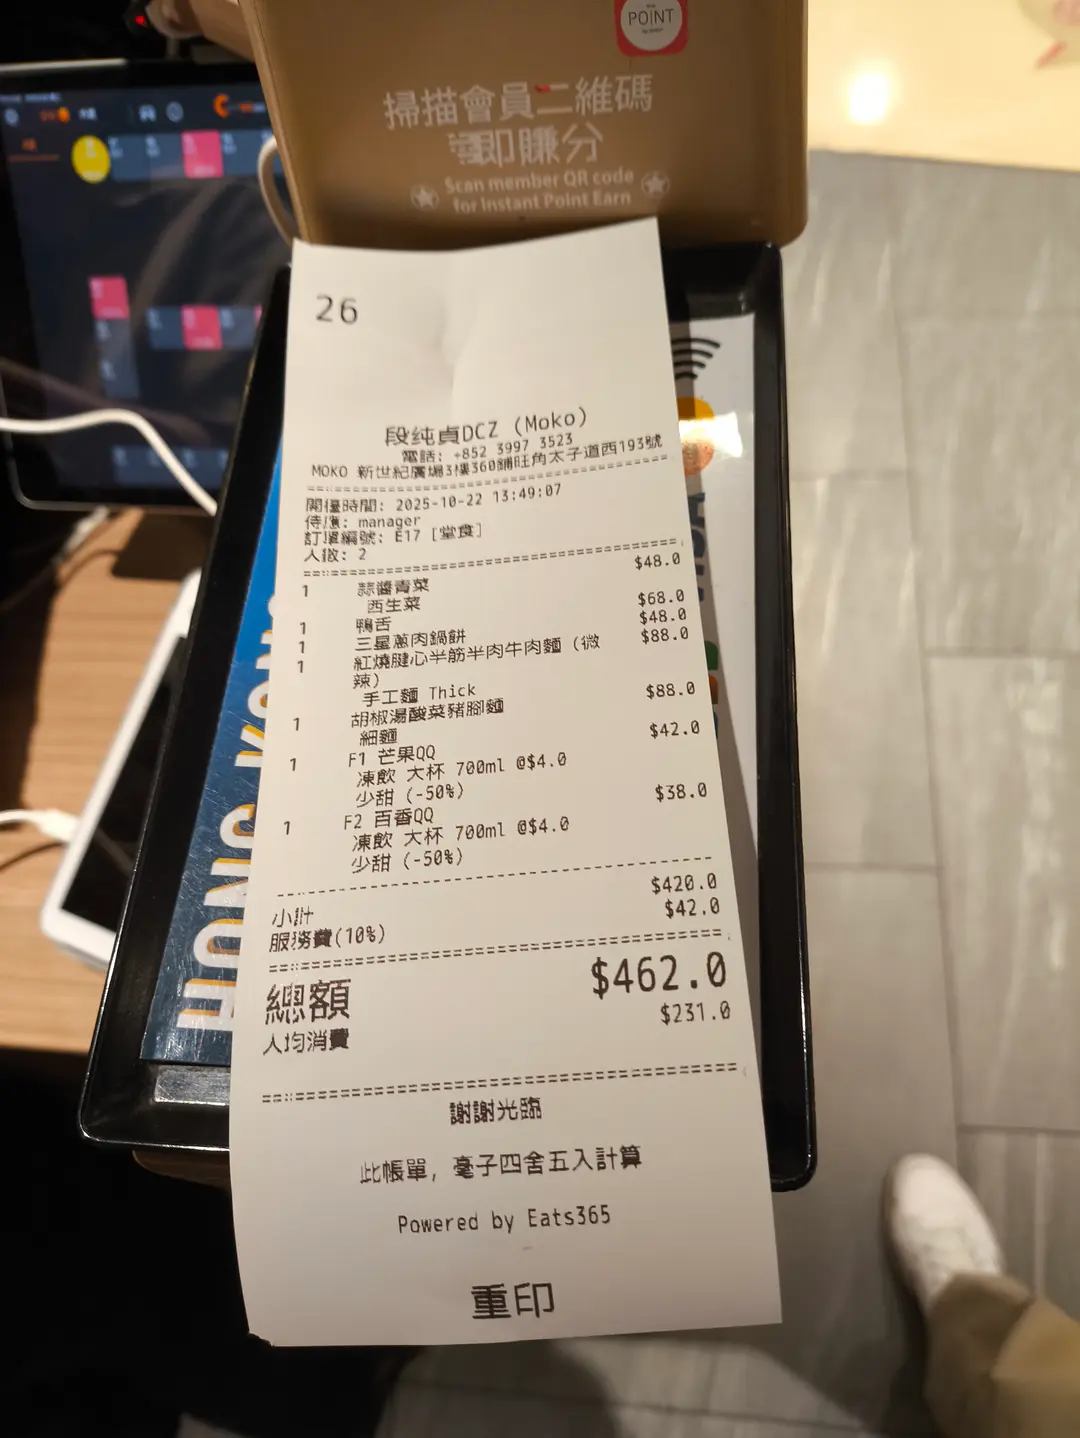 POINT
掃描會員二維碼
即賺分
Scan member QR code
for Instant Point Earn
26
段纯貞DCZ (Moko)
電話: +852 3997 3523
MOKO 新世紀廣場3樓360鋪旺角太子道西193號
開檯時間: 2025-10-22 13:49:07
侍應: manager
訂單編號: E17 [堂食]
人數: 2
1 蒜醬青菜 $48.0
西生菜
1 鴨舌 $68.0
1 三星蔥肉鍋餅 $48.0
1 紅燒腱心半筋半肉牛肉麵 (微 $88.0
辣)
手工麵 Thick
1 胡椒湯酸菜豬腳麵 $88.0
細麵
1 F1 芒果QQ $42.0
凍飲 大杯 700ml @$4.0
少甜 (-50%)
1 F2 百香QQ $38.0
凍飲 大杯 700ml @$4.0
少甜 (-50%)
小計 $420.0
服務費(10%) $42.0
總額 $462.0
人均消費 $231.0
謝謝光臨
此帳單, 毫子四舍五入計算
Powered by Eats365
重印
HONG KONG